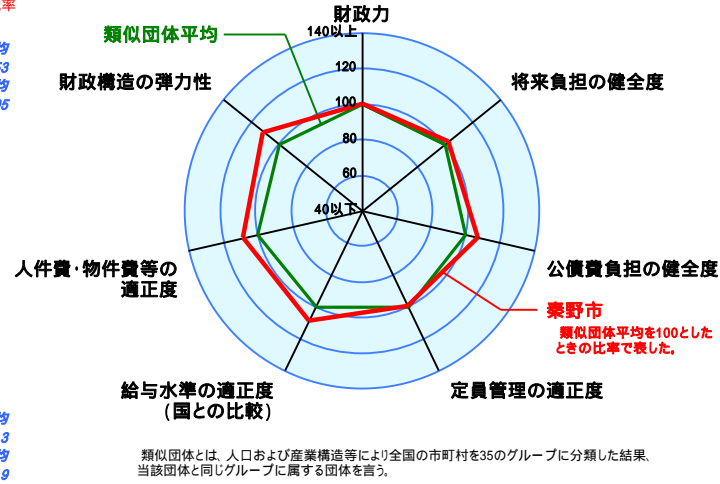 率
財政力
140以上
類似団体平均
均
53
均
95
財政構造の弾力性
将来負担の健全度
120
100
80
60
40以下
人件費・物件費等の
適正度
公債費負担の健全度
秦野市
類似団体平均を100とした
ときの比率で表した。
給与水準の適正度
(国との比較)
定員管理の適正度
均
3
均
9
類似団体とは、人口および産業構造等により全国の市町村を35のグループに分類した結果、
当該団体と同じグループに属する団体を言う。